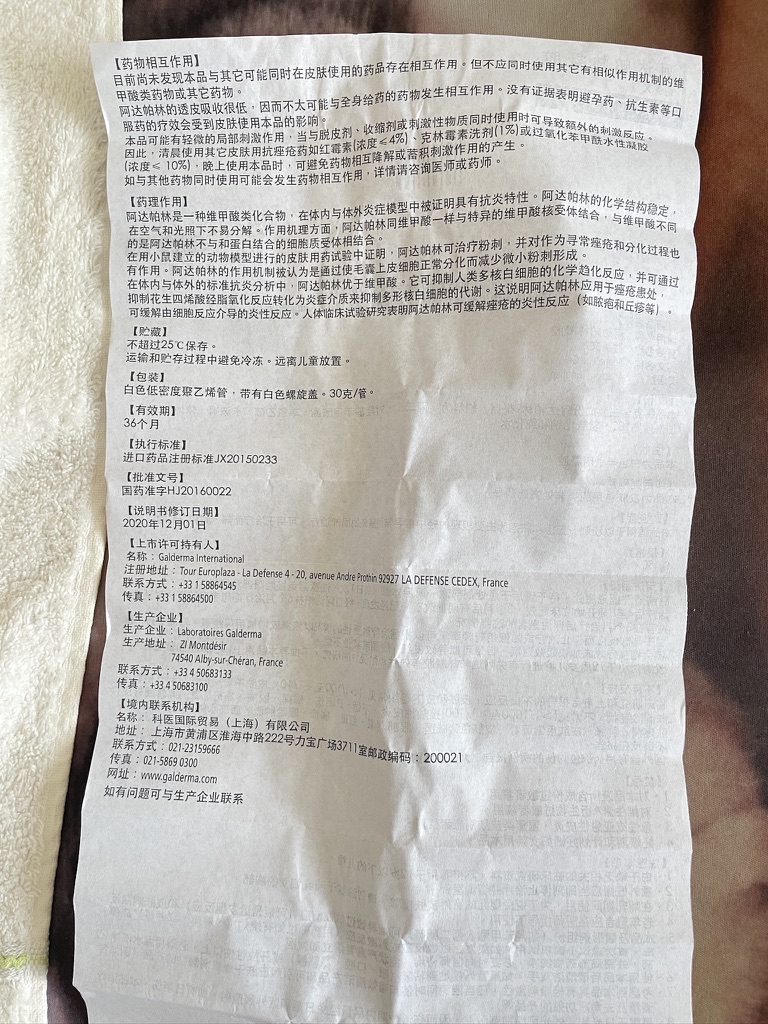 【药物相互作用】
目前尚未发现本品与其它可能同时在皮肤使用的药品存在相互作用。但不应同时使用其它有相似作用机制的维
甲酸类药物或其它药物。
阿达帕林的透皮吸收很低，因而不太可能与全身给药的药物发生相互作用。没有证据表明避孕药、抗生素等口
服药的疗效会受到皮肤使用本品的影响。
本品可能有轻微的局部刺激作用，当与脱皮剂、收缩剂或刺激性物质同时使用时可导致额外的刺激反应。
因此，清晨使用其它皮肤用抗痤疮药如红霉素(浓度≤4%)、克林霉素洗剂(1%)或过氧化苯甲酰水性凝胶
(浓度≤ 10%)，晚上使用本品时，可避免药物相互降解或蓄积刺激作用的产生。
如与其他药物同时使用可能会发生药物相互作用，详情请咨询医师或药师。
【药理作用】
阿达帕林是一种维甲酸类化合物，在体内与体外炎症模型中被证明具有抗炎特性。阿达帕林的化学结构稳定，
在空气和光照下不易分解。作用机理方面，阿达帕林同维甲酸一样与特异的维甲酸核受体结合，与维甲酸不同
的是阿达帕林不与和蛋白结合的细胞质受体相结合。
在用小鼠建立的动物模型进行的皮肤用药试验中证明，阿达帕林可治疗粉刺，并对作为寻常痤疮和分化过程也
有作用。阿达帕林的作用机制被认为是通过使毛囊上皮细胞正常分化而减少微小粉刺形成。
在体内与体外的标准抗炎分析中，阿达帕林优于维甲酸。它可抑制人类多核白细胞的化学趋化反应，并可通过
抑制花生四烯酸经脂氧化反应转化为炎症介质来抑制多形核白细胞的代谢。这说明阿达帕林应用于痤疮患处，
可缓解由细胞反应介导的炎性反应。人体临床试验研究表明阿达帕林可缓解痤疮的炎性反应（如脓疱和丘疹等）。
【贮藏】
不超过25℃保存。
运输和贮存过程中避免冷冻。远离儿童放置。
【包装】
白色低密度聚乙烯管，带有白色螺旋盖。30克/管。
【有效期】
36个月
【执行标准】
进口药品注册标准JX20150233
【批准文号】
国药准字HJ20160022
【说明书修订日期】
2020年12月01日
【上市许可持有人】
名称：Galderma International
注册地址：Tour Europlaza - La Defense 4 - 20, avenue Andre Prothin 92927 LA DEFENSE CEDEX, France
联系方式：+33 1 58864545
传真：+33 1 58864500
【生产企业】
生产企业：Laboratoires Galderma
生产地址： ZI Montdésir
74540 Alby-sur-Chéran, France
联系方式：+33 4 50683133
传真：+33 4 50683100
【境内联系机构】
名称： 科医国际贸易（上海）有限公司
地址： 上海市黄浦区淮海中路222号力宝广场3711室邮政编码：200021
联系方式：021-23159666
传真：021-5869 0300
网址：www.galderma.com
如有问题可与生产企业联系